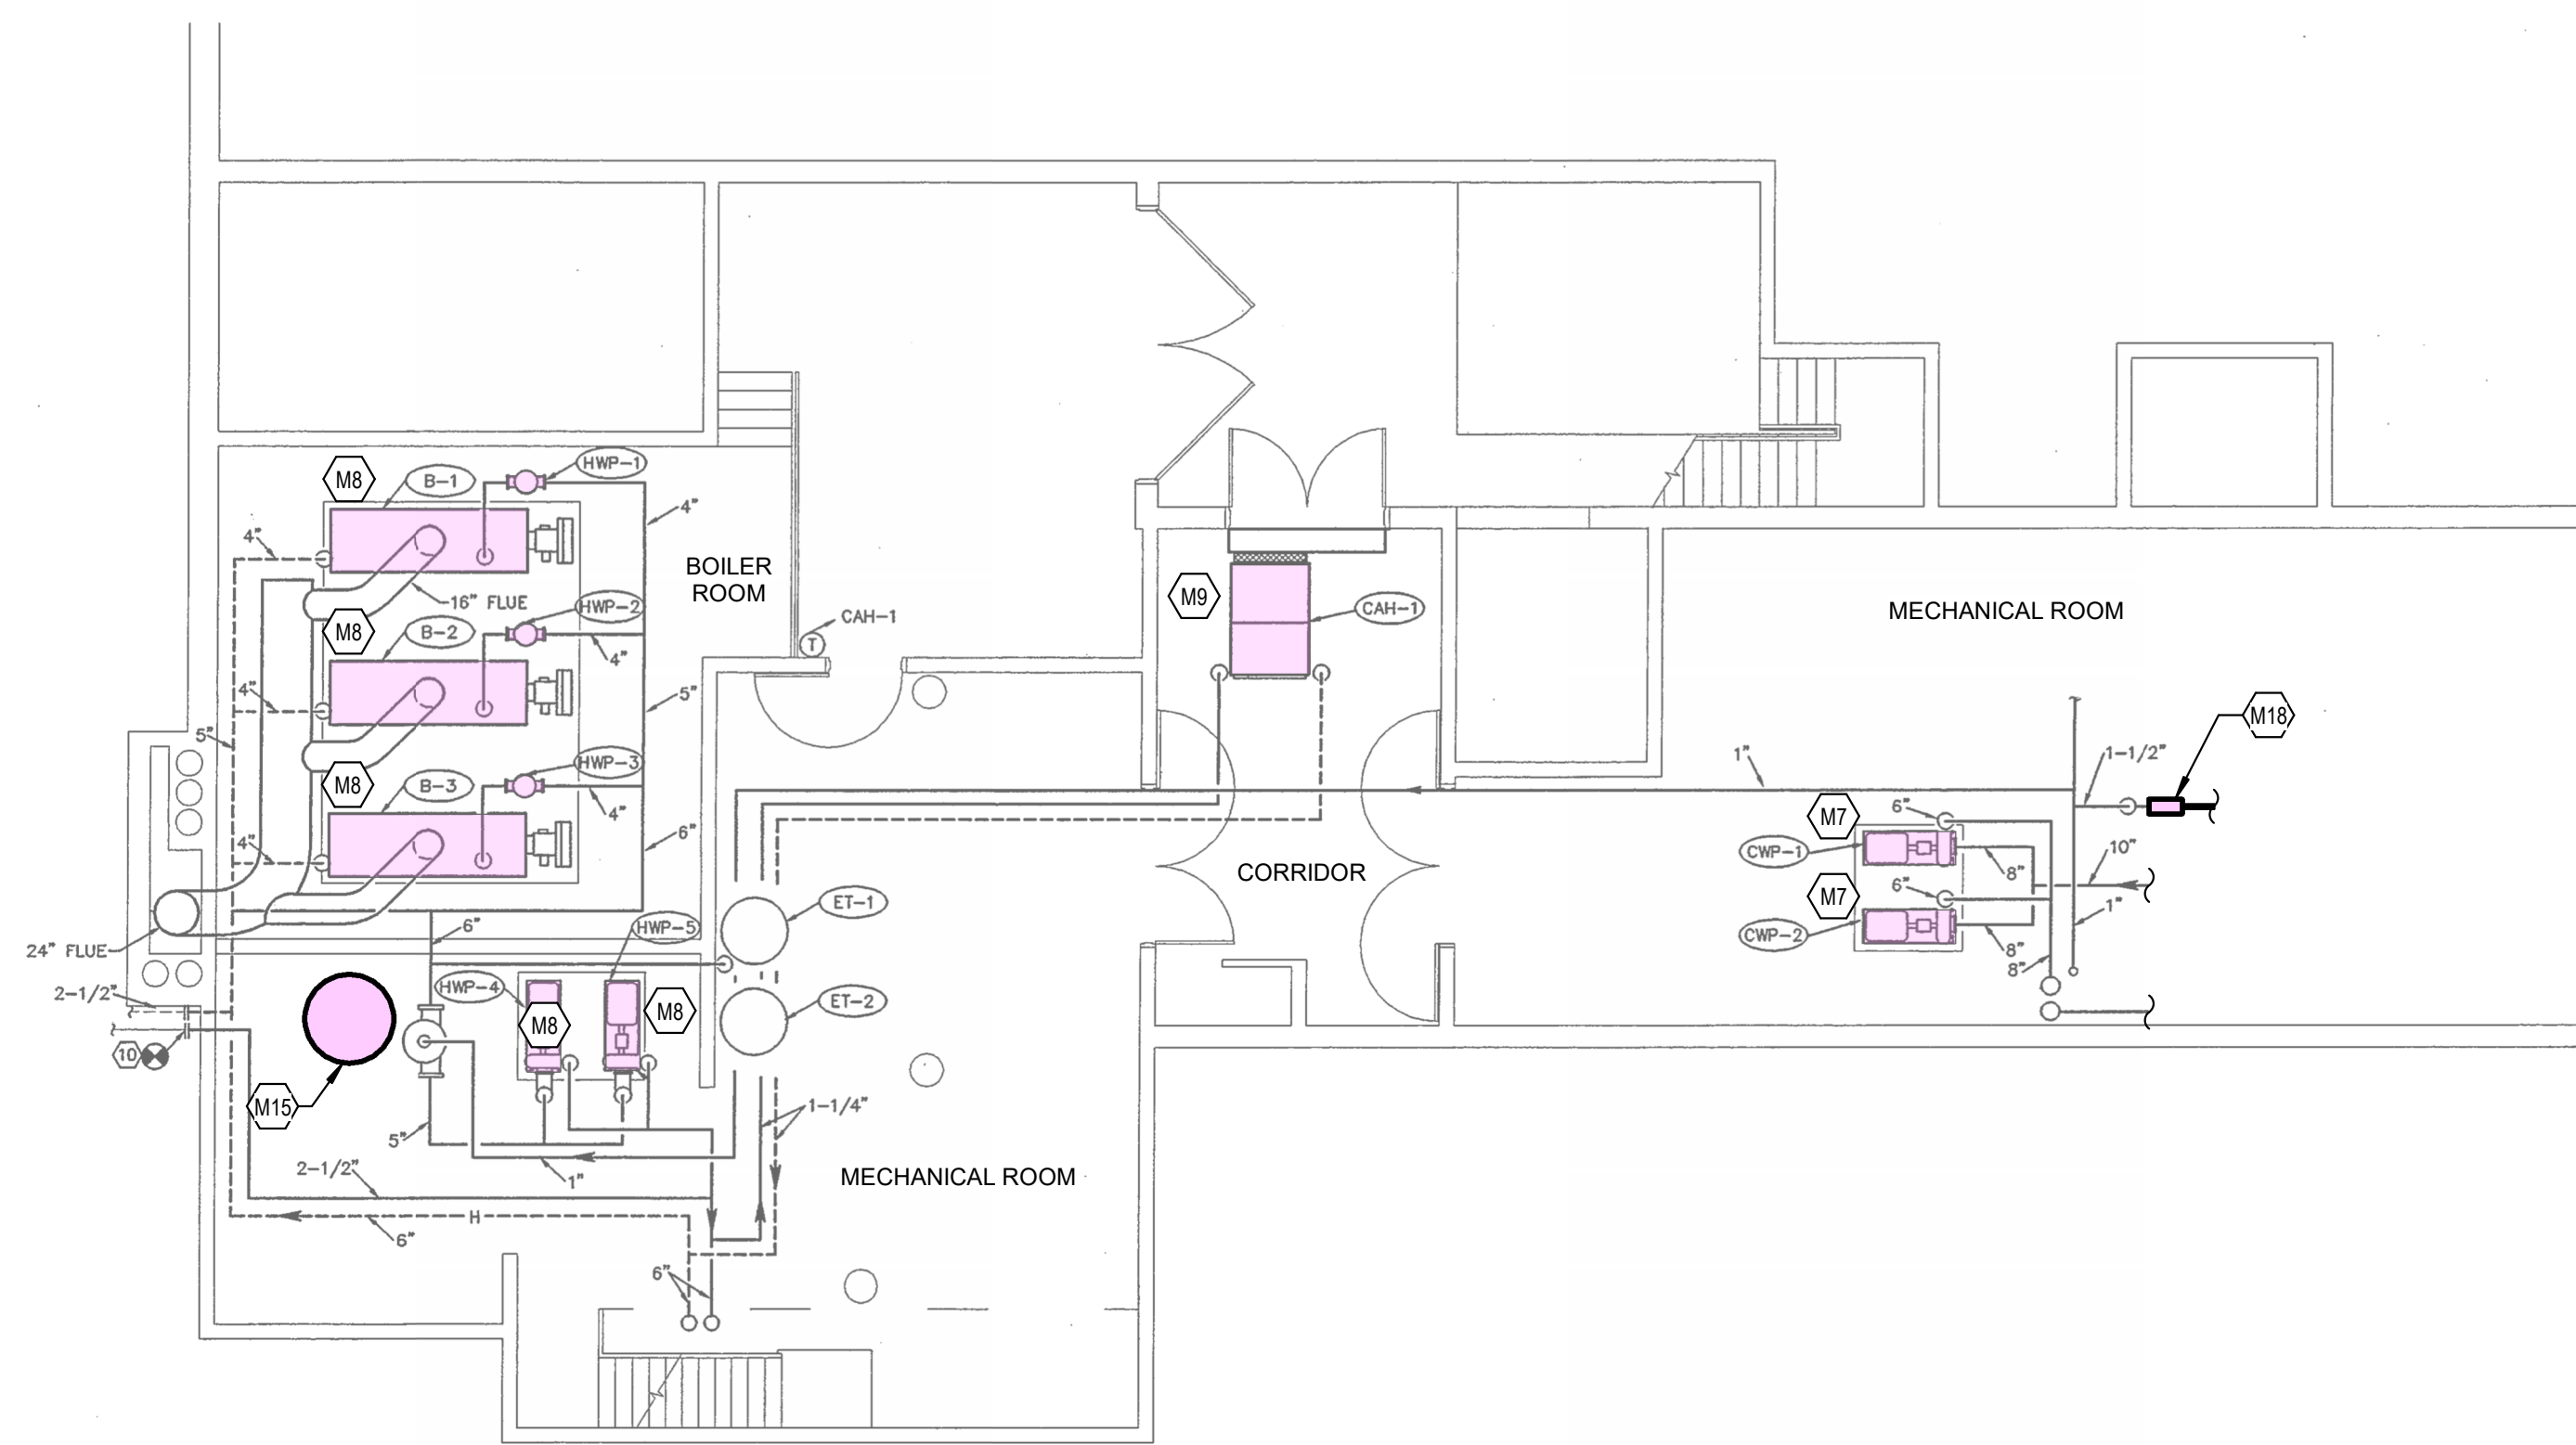 HWP-1
M8
B-1
4"
4"
BOILER
ROOM
16" FLUE
HWP-2
M8
B-2
CAH-1
T
4"
4"
5"
5"
HWP-3
M8
B-3
4"
6"
4"
M9
CAH-1
MECHANICAL ROOM
M18
1"
1-1/2"
M7
6"
CWP-1
8"
10"
M7
6"
1"
CWP-2
8"
8"
CORRIDOR
ET-1
6"
HWP-5
24" FLUE
HWP-4
2-1/2"
M8
M8
ET-2
10
M15
1-1/4"
5"
2-1/2"
1"
MECHANICAL ROOM
H
6"
6"